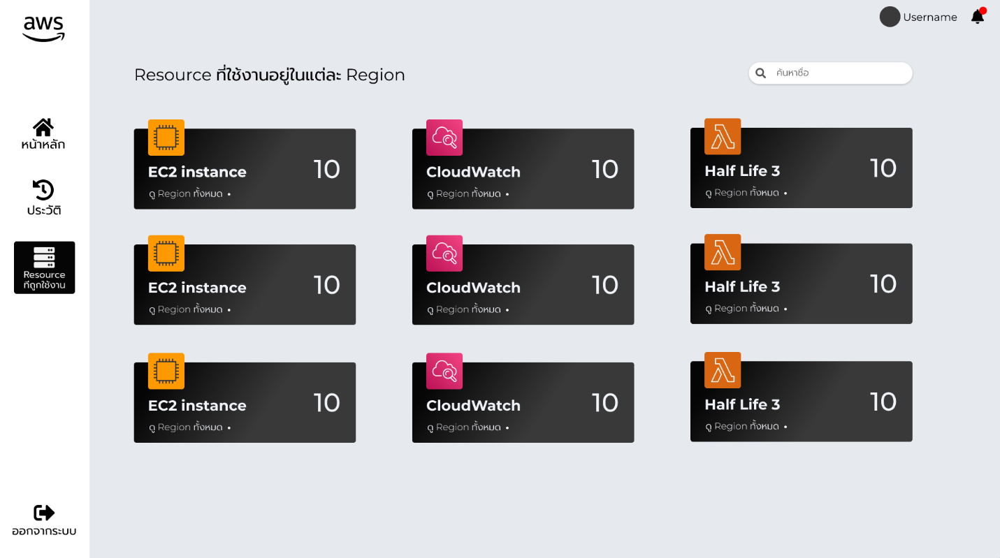 aws
Username
Resource ที่ใช้งานอยู่ในแต่ละ Region
ค้นหาชื่อ
หน้าหลัก
ประวัติ
Resource
ที่ถูกใช้งาน
ออกจากระบบ
EC2 instance
10
ดู Region ทั้งหมด •
CloudWatch
10
ดู Region ทั้งหมด •
Half Life 3
10
ดู Region ทั้งหมด •
EC2 instance
10
ดู Region ทั้งหมด •
CloudWatch
10
ดู Region ทั้งหมด •
Half Life 3
10
ดู Region ทั้งหมด •
EC2 instance
10
ดู Region ทั้งหมด •
CloudWatch
10
ดู Region ทั้งหมด •
Half Life 3
10
ดู Region ทั้งหมด •